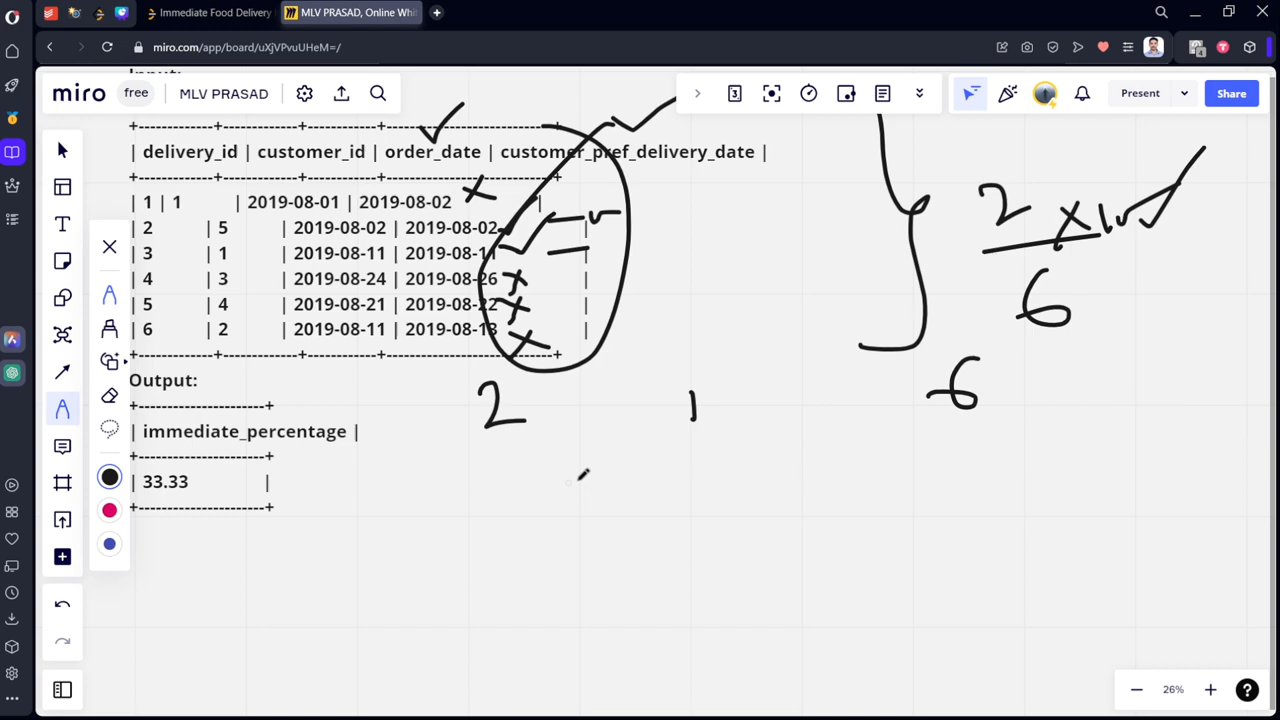 Immediate Food Delivery
MLV PRASAD, Online Whi
miro.com/app/board/uXjVPvuUHeM=/
miro free MLV PRASAD
Present Share
| delivery_id | customer_id | order_date | customer_pref_delivery_date |
+-------------+-------------+------------+-----------------------------+
| 1 | 1 | 2019-08-01 | 2019-08-02 |
| 2 | 5 | 2019-08-02 | 2019-08-02 |
| 3 | 1 | 2019-08-11 | 2019-08-11 |
| 4 | 3 | 2019-08-24 | 2019-08-26 |
| 5 | 4 | 2019-08-21 | 2019-08-22 |
| 6 | 2 | 2019-08-11 | 2019-08-13 |
+-------------+-------------+------------+-----------------------------+
2 x 100
6
2 1 6
Output:
+----------------------+
| immediate_percentage |
+----------------------+
| 33.33 |
+----------------------+
26%